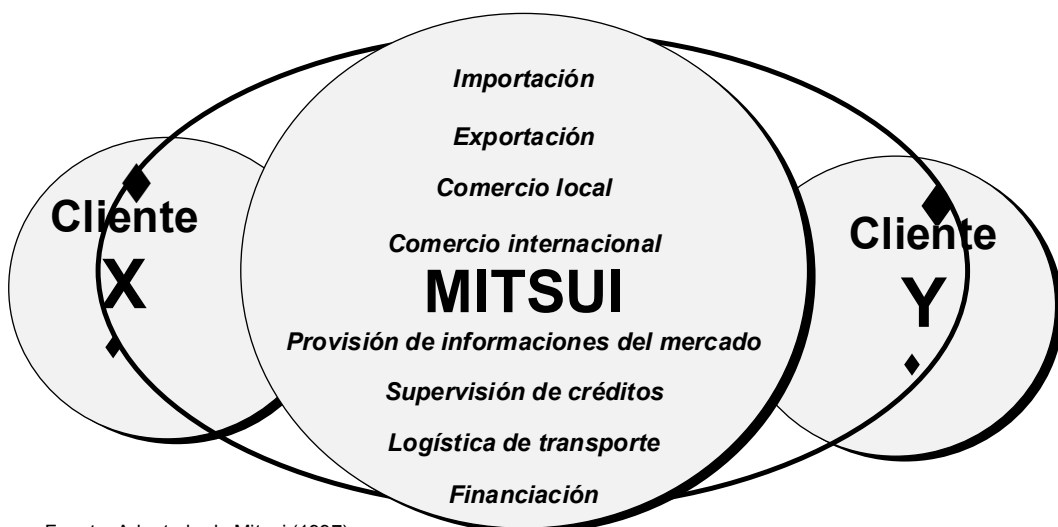 Importación
Exportación
Comercio local
Comercio internacional
MITSUI
Provisión de informaciones del mercado
Supervisión de créditos
Logística de transporte
Financiación
Cliente
X
Cliente
Y